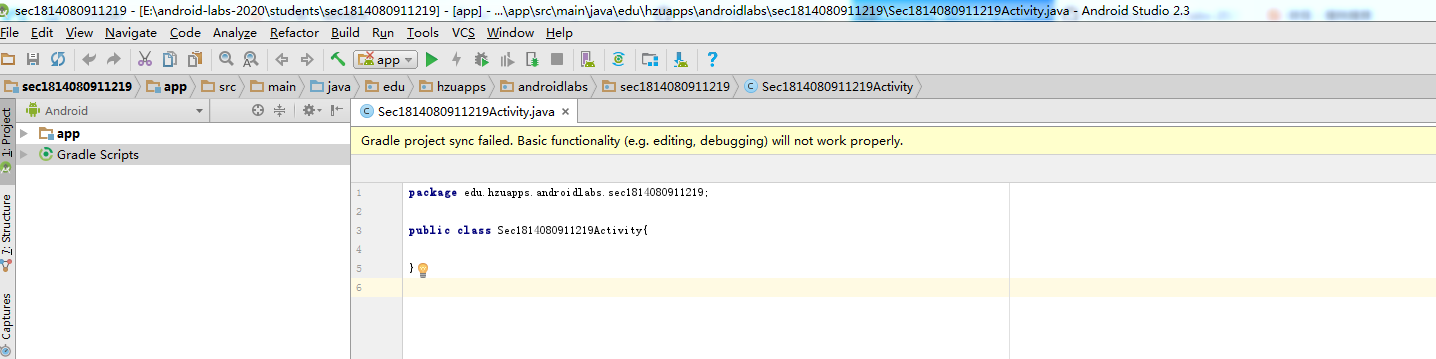 sec1814080911219 - [E:\android-labs-2020\students\sec1814080911219] - [app] - ...\app\src\main\java\edu\hzuapps\androidlabs\sec1814080911219\Sec1814080911219Activity.java - Android Studio 2.3
File Edit View Navigate Code Analyze Refactor Build Run Tools VCS Window Help
app
sec1814080911219 app src main java edu hzuapps androidlabs sec1814080911219 Sec1814080911219Activity
1: Project
Android
Sec1814080911219Activity.java
app
Gradle Scripts
Gradle project sync failed. Basic functionality (e.g. editing, debugging) will not work properly.
7: Structure
Captures
1 package edu.hzuapps.androidlabs.sec1814080911219;
2
3 public class Sec1814080911219Activity{
4
5 }
6